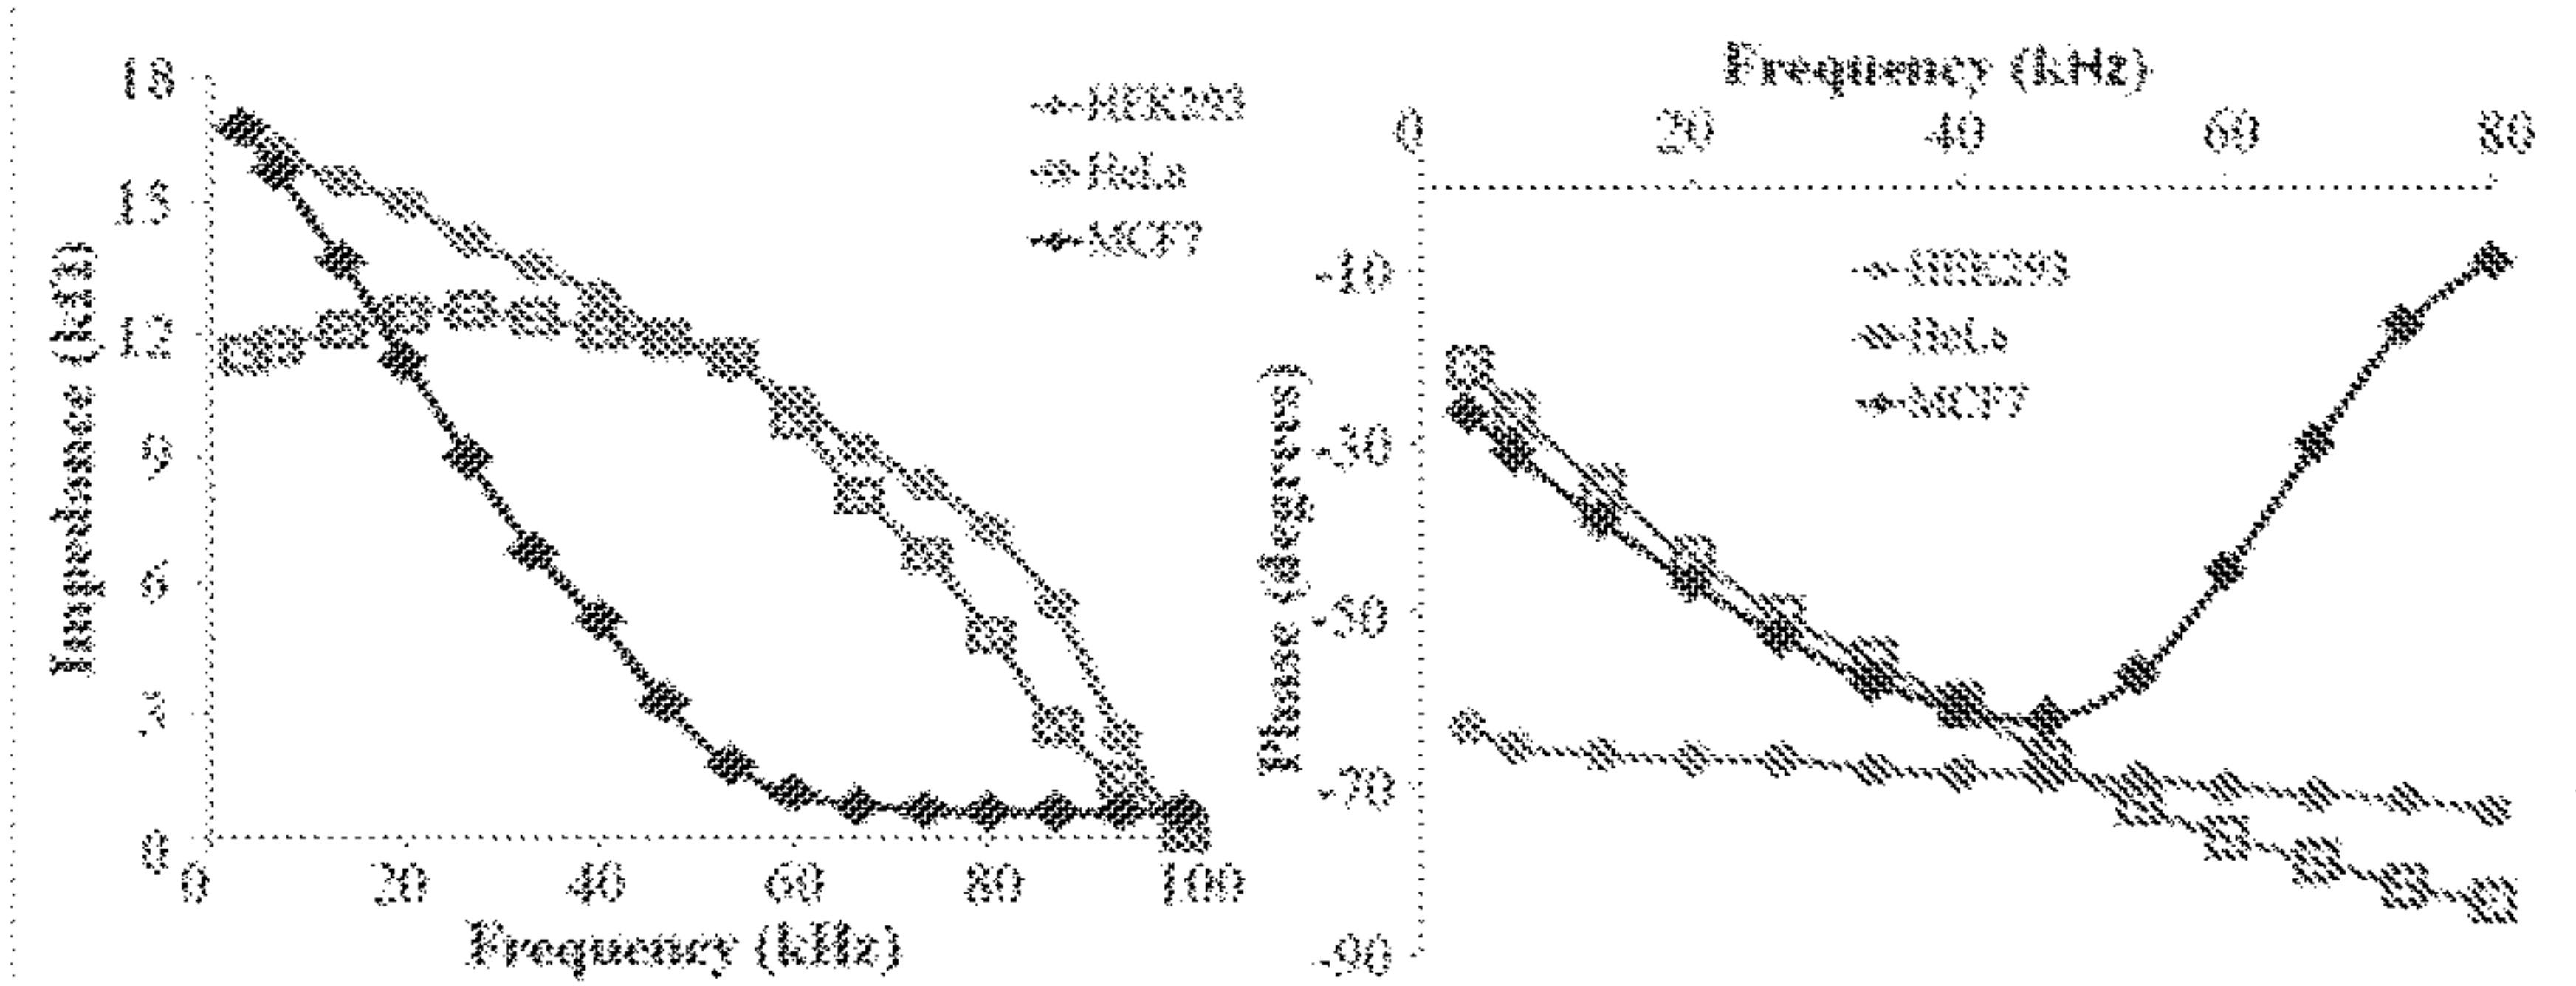 18
15
12
9
6
3
0
Impedance (kΩ)
0 20 40 60 80 100
Frequency (kHz)
HEK293
HeLa
MCF7
Frequency (kHz)
0 20 40 60 80
-10
-30
-50
-70
-90
Phase (degrees)
HEK293
HeLa
MCF7